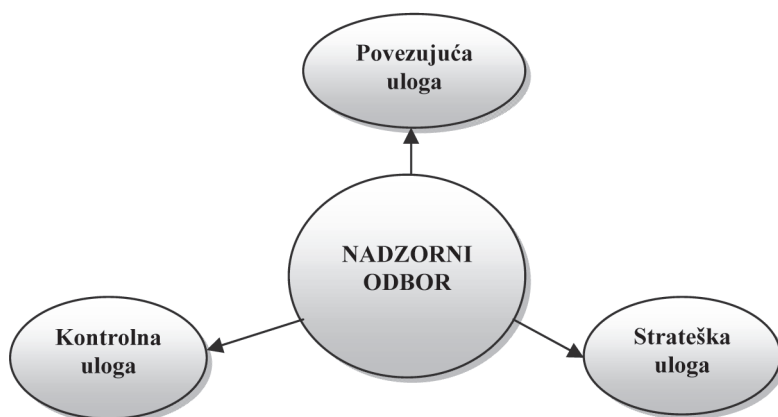 Povezujuća
uloga
NADZORNI
ODBOR
Kontrolna
uloga
Strateška
uloga